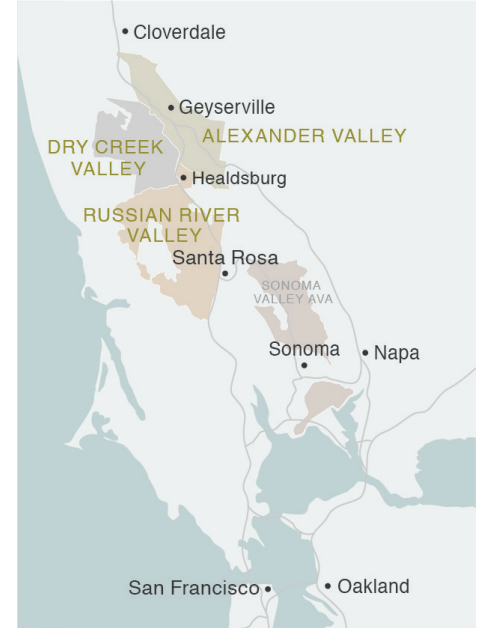 Cloverdale
Geyserville
ALEXANDER VALLEY
DRY CREEK
VALLEY
Healdsburg
RUSSIAN RIVER
VALLEY
Santa Rosa
SONOMA
VALLEY AVA
Sonoma
Napa
San Francisco
Oakland